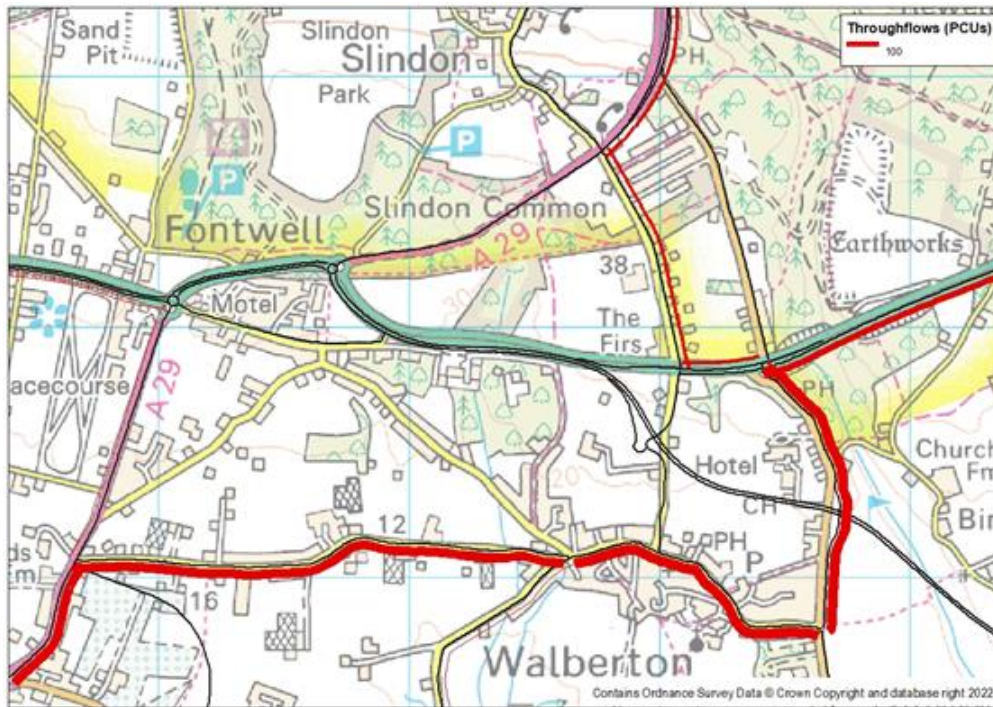 Throughflows (PCUs)
100
Sand
Pit
Slindon
Slindon
Park
PH
P
P
Fontwell
Slindon Common
A 29
Earthworks
38
Motel
The
Firs
acecourse
A 29
PH
Hotel
Church
Fm
CH
Bin
12
PH
P
16
Walberton
Contains Ordnance Survey Data © Crown Copyright and database right 2022